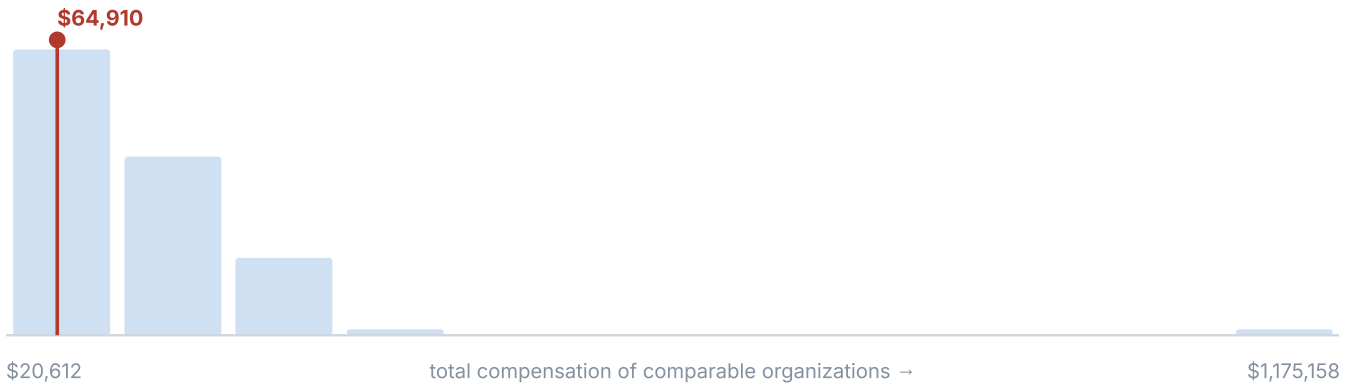 $64,910
$20,612
total compensation of comparable organizations →
$1,175,158